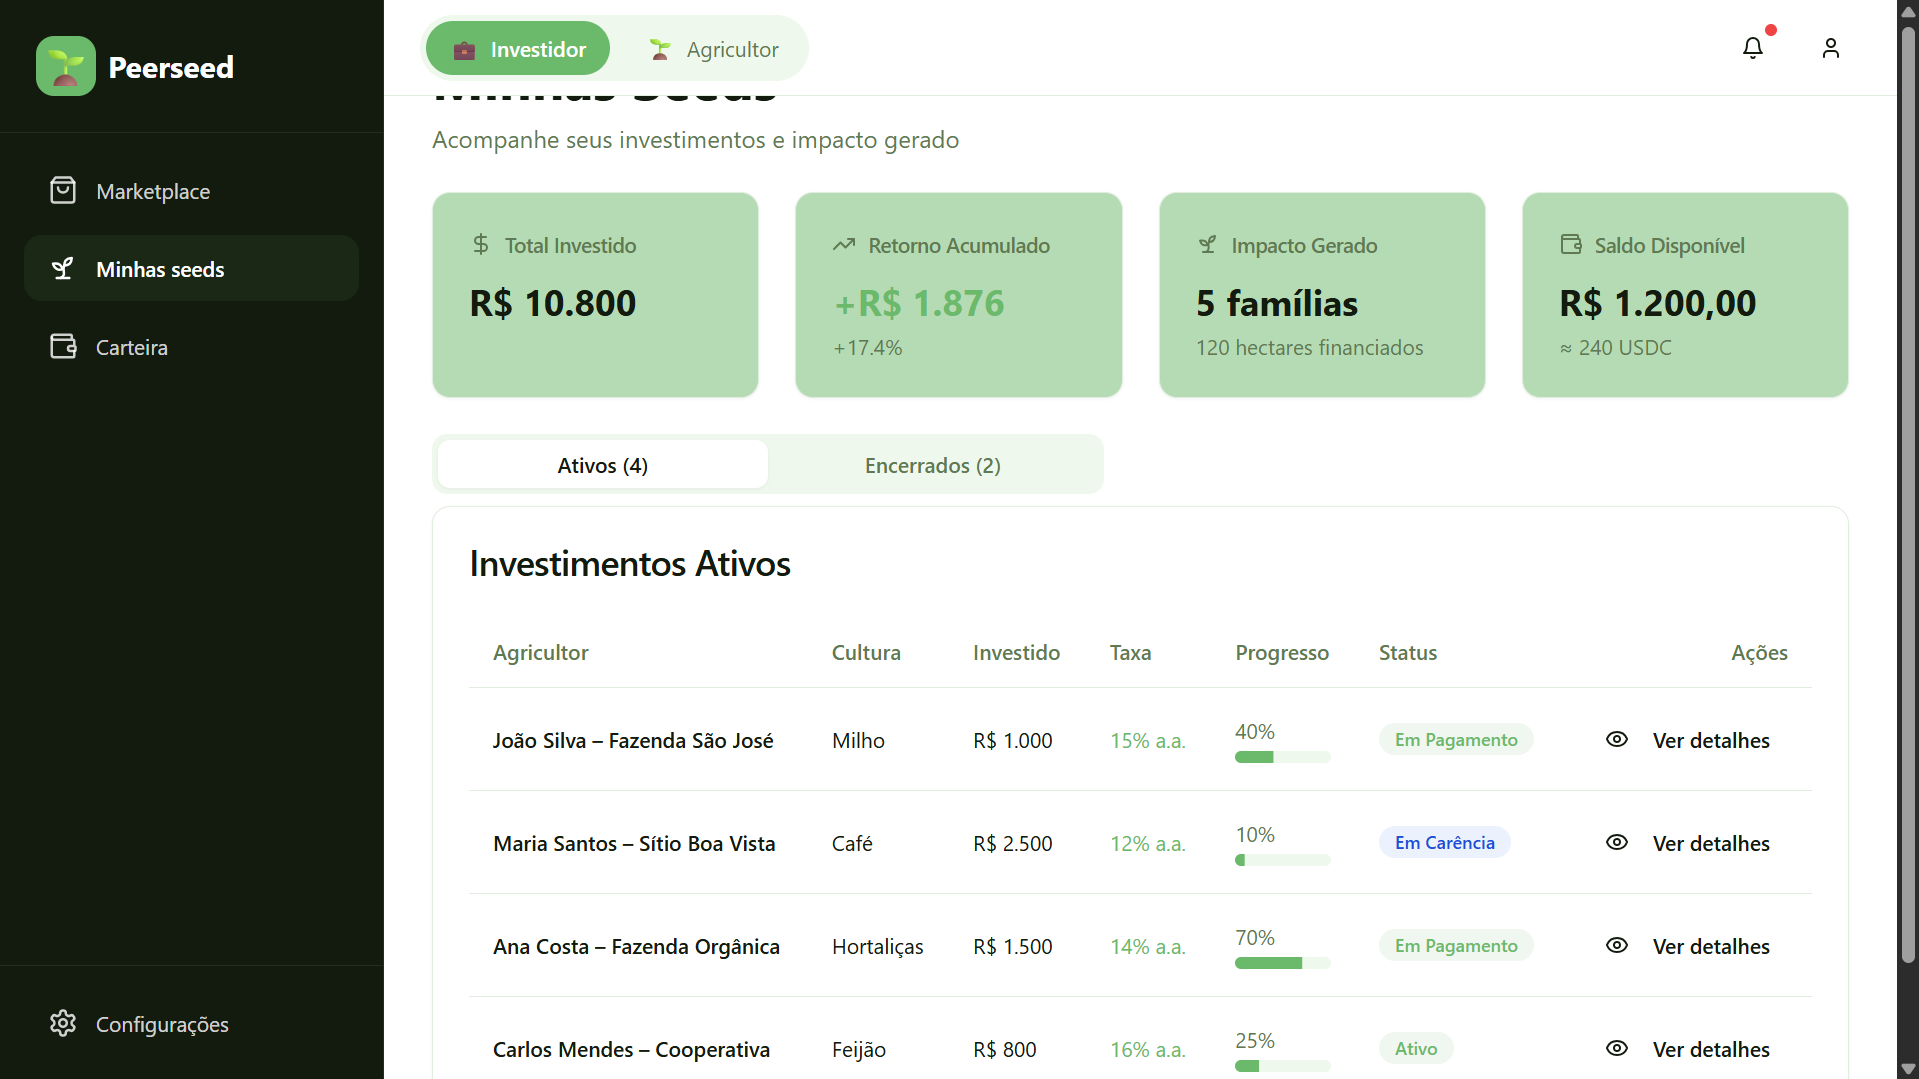 Peerseed
Marketplace
Minhas seeds
Carteira
Configurações
Investidor
Agricultor
Minhas Seeds
Acompanhe seus investimentos e impacto gerado
Total Investido
R$ 10.800
Retorno Acumulado
+R$ 1.876
+17.4%
Impacto Gerado
5 famílias
120 hectares financiados
Saldo Disponível
R$ 1.200,00
≈ 240 USDC
Ativos (4)
Encerrados (2)
Investimentos Ativos
Agricultor Cultura Investido Taxa Progresso Status Ações
João Silva – Fazenda São José Milho R$ 1.000 15% a.a. 40% Em Pagamento Ver detalhes
Maria Santos – Sítio Boa Vista Café R$ 2.500 12% a.a. 10% Em Carência Ver detalhes
Ana Costa – Fazenda Orgânica Hortaliças R$ 1.500 14% a.a. 70% Em Pagamento Ver detalhes
Carlos Mendes – Cooperativa Feijão R$ 800 16% a.a. 25% Ativo Ver detalhes